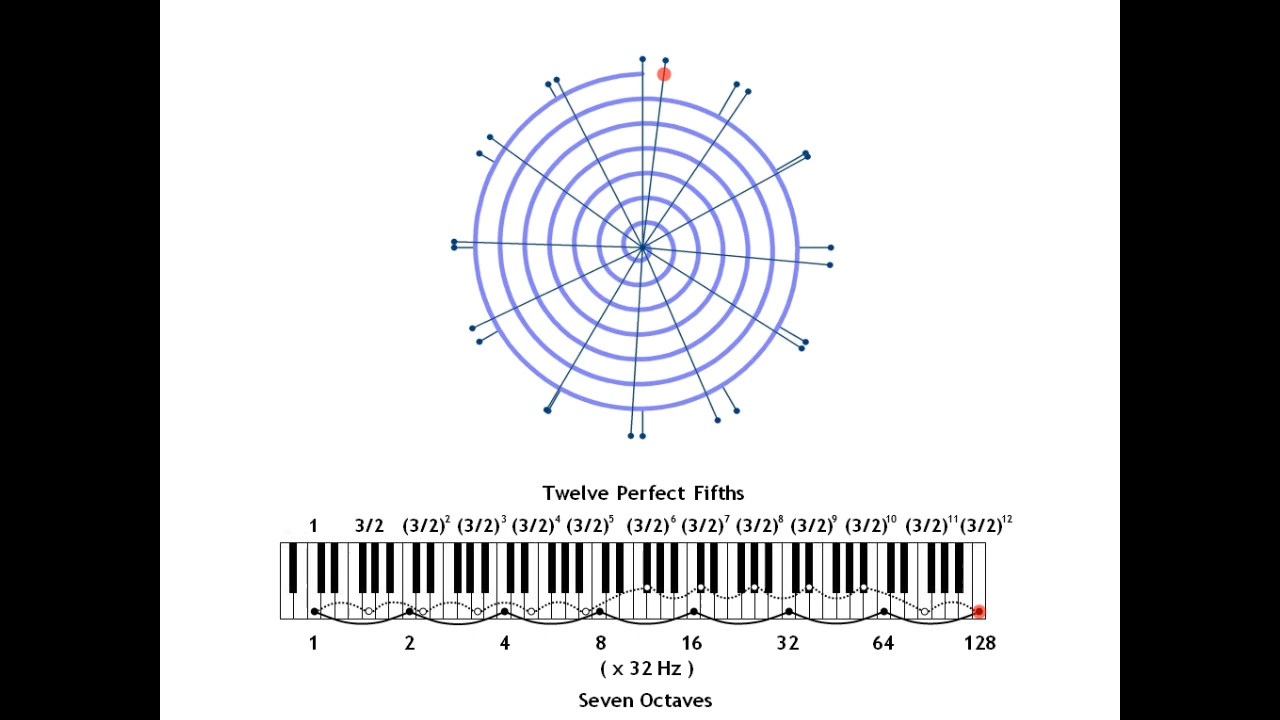 Twelve Perfect Fifths
1 3/2 (3/2)² (3/2)³ (3/2)⁴ (3/2)⁵ (3/2)⁶ (3/2)⁷ (3/2)⁸ (3/2)⁹ (3/2)¹⁰ (3/2)¹¹ (3/2)¹²
1 2 4 8 16 32 64 128
( x 32 Hz )
Seven Octaves